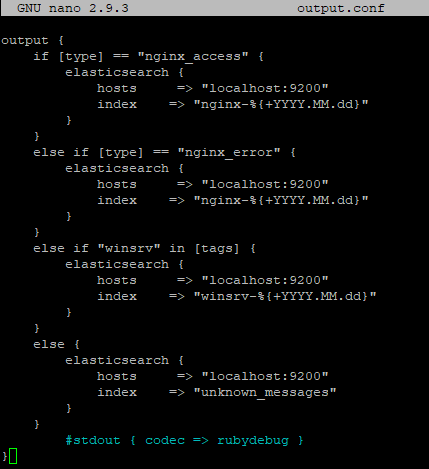 GNU nano 2.9.3 output.conf
output {
    if [type] == "nginx_access" {
        elasticsearch {
            hosts     => "localhost:9200"
            index    => "nginx-%{+YYYY.MM.dd}"
        }
    }
    else if [type] == "nginx_error" {
        elasticsearch {
            hosts     => "localhost:9200"
            index    => "nginx-%{+YYYY.MM.dd}"
        }
    }
    else if "winsrv" in [tags] {
        elasticsearch {
            hosts     => "localhost:9200"
            index    => "winsrv-%{+YYYY.MM.dd}"
        }
    }
    else {
        elasticsearch {
            hosts     => "localhost:9200"
            index    => "unknown_messages"
        }
    }
        #stdout { codec => rubydebug }
}